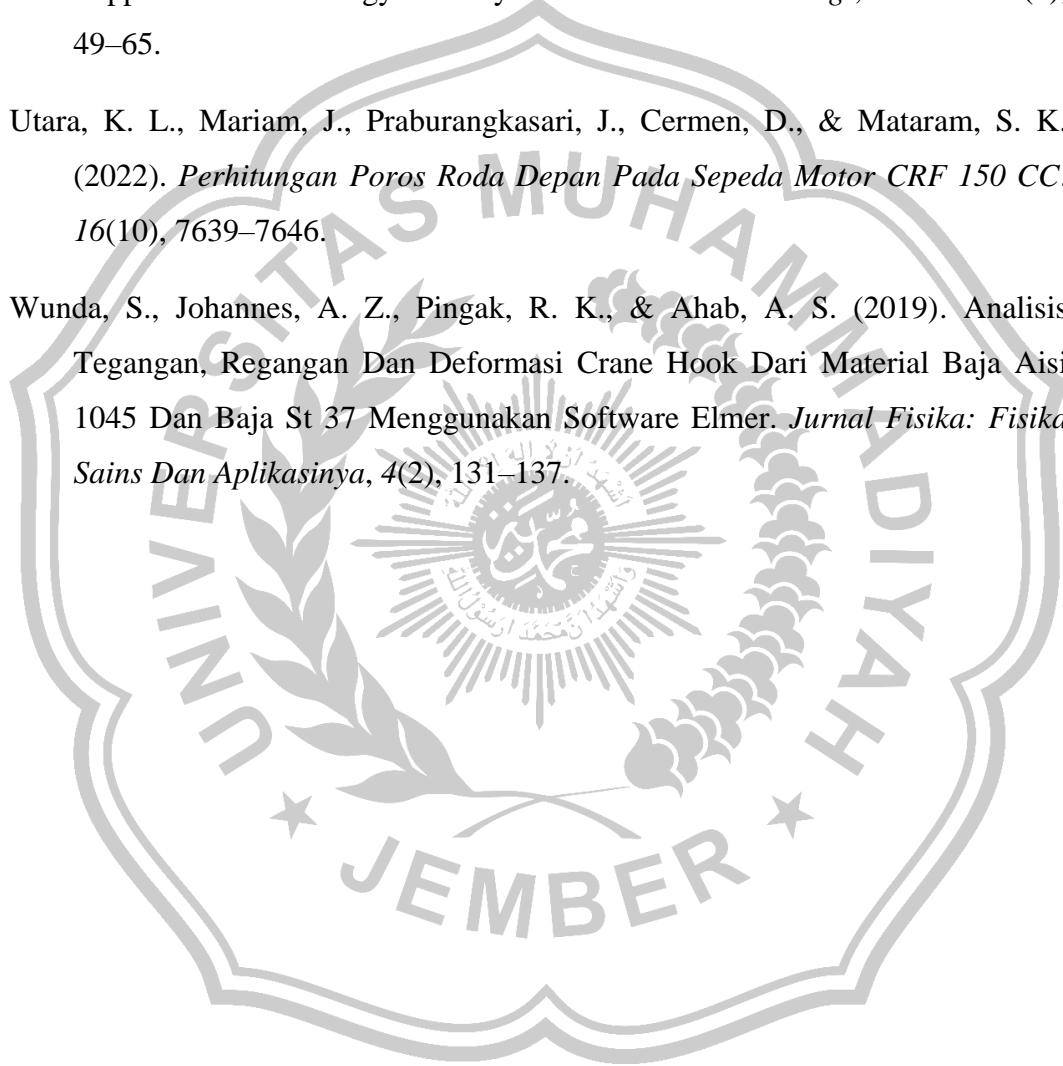 49–65.
Utara, K. L., Mariam, J., Praburangkasari, J., Cermen, D., & Mataram, S. K.
(2022). Perhitungan Poros Roda Depan Pada Sepeda Motor CRF 150 CC.
16(10), 7639–7646.
Wunda, S., Johannes, A. Z., Pingak, R. K., & Ahab, A. S. (2019). Analisis
Tegangan, Regangan Dan Deformasi Crane Hook Dari Material Baja Aisi
1045 Dan Baja St 37 Menggunakan Software Elmer. Jurnal Fisika: Fisika
Sains Dan Aplikasinya, 4(2), 131–137.
UNIVERSITAS MUHAMMADIYAH
JEMBER